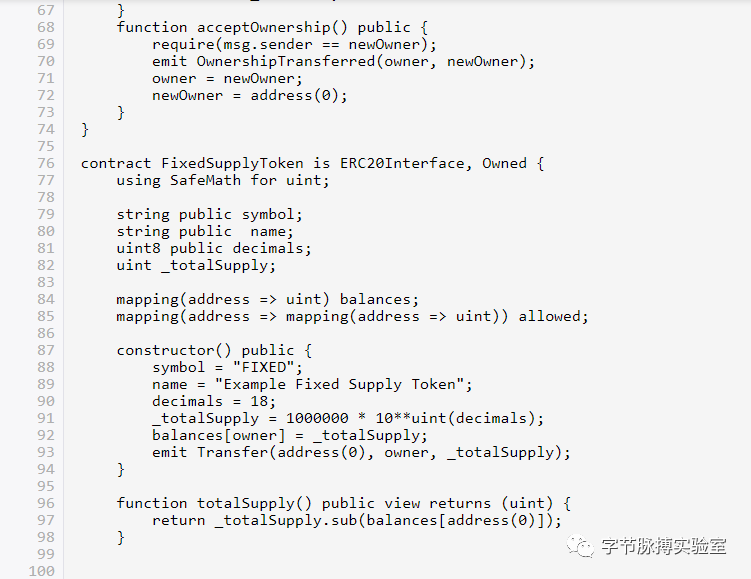 67     }
68     function acceptOwnership() public {
69         require(msg.sender == newOwner);
70         emit OwnershipTransferred(owner, newOwner);
71         owner = newOwner;
72         newOwner = address(0);
73     }
74 }
75
76 contract FixedSupplyToken is ERC20Interface, Owned {
77     using SafeMath for uint;
78
79     string public symbol;
80     string public  name;
81     uint8 public decimals;
82     uint _totalSupply;
83
84     mapping(address => uint) balances;
85     mapping(address => mapping(address => uint)) allowed;
86
87     constructor() public {
88         symbol = "FIXED";
89         name = "Example Fixed Supply Token";
90         decimals = 18;
91         _totalSupply = 1000000 * 10**uint(decimals);
92         balances[owner] = _totalSupply;
93         emit Transfer(address(0), owner, _totalSupply);
94     }
95
96     function totalSupply() public view returns (uint) {
97         return _totalSupply.sub(balances[address(0)]);
98     }
99
100
字节脉搏实验室